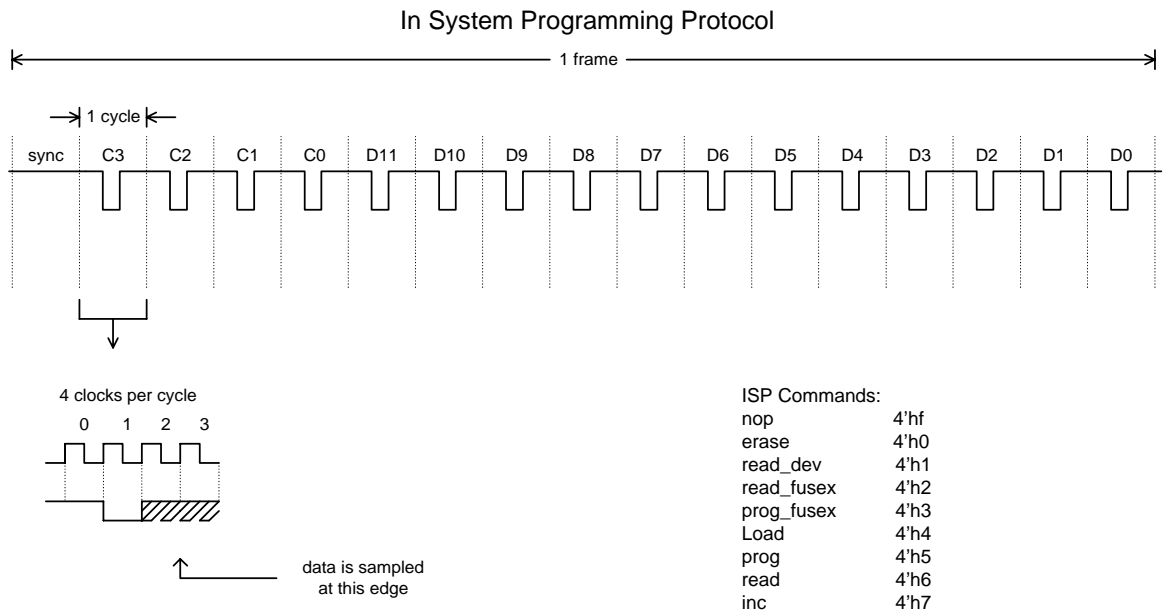 In System Programming Protocol
1 frame
1 cycle
sync C3 C2 C1 C0 D11 D10 D9 D8 D7 D6 D5 D4 D3 D2 D1 D0
4 clocks per cycle
0 1 2 3
data is sampled
at this edge
ISP Commands:
nop 4'hf
erase 4'h0
read_dev 4'h1
read_fusex 4'h2
prog_fusex 4'h3
Load 4'h4
prog 4'h5
read 4'h6
inc 4'h7